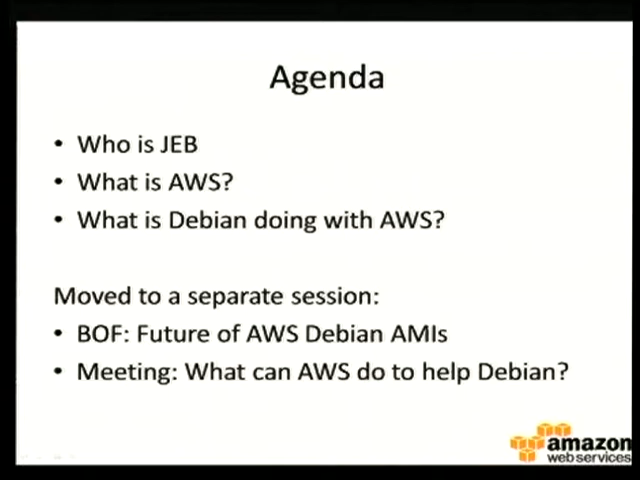 Agenda
• Who is JEB
• What is AWS?
• What is Debian doing with AWS?
Moved to a separate session:
• BOF: Future of AWS Debian AMIs
• Meeting: What can AWS do to help Debian?
amazon
web services